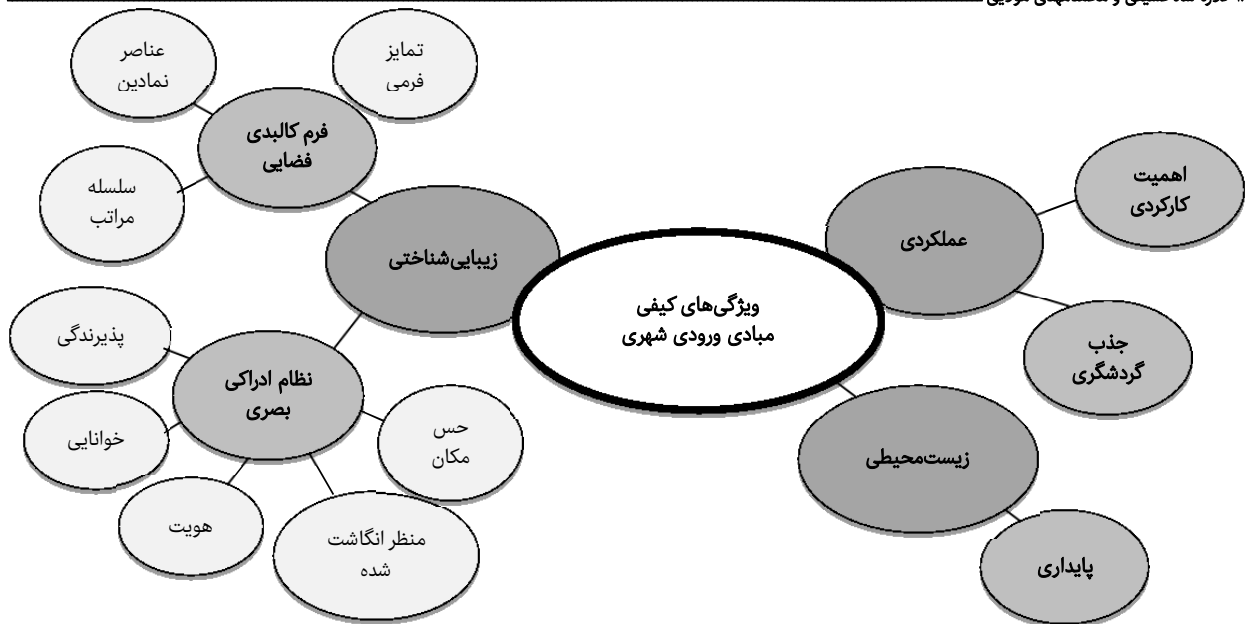 عناصر
نمادین
تمایز
فرمی
فرم کالبدی
فضایی
سلسله
مراتب
زیبایی‌شناختی
ویژگی‌های کیفی
مبادی ورودی شهری
عملکردی
اهمیت
کارکردی
جذب
گردشگری
پذیرندگی
نظام ادراکی
بصری
خوانایی
حس
مکان
هویت
منظر انگاشت
شده
زیست‌محیطی
پایداری